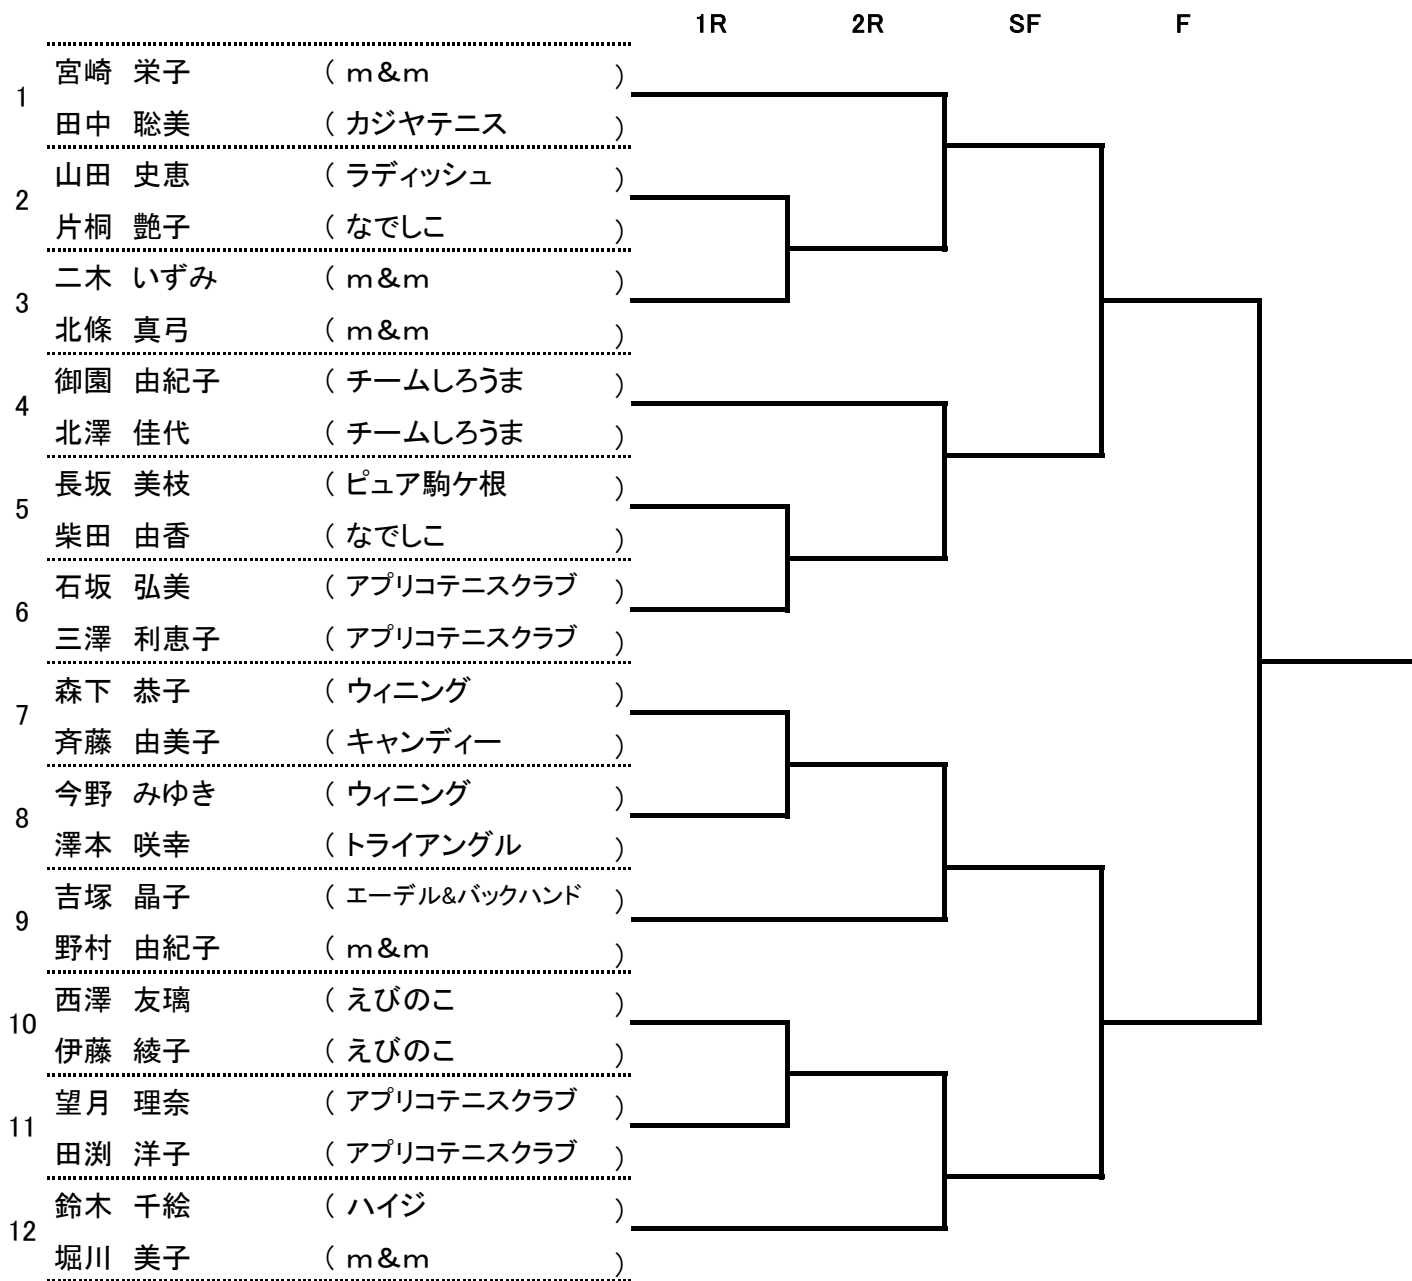 1R 2R SF F
宮崎 栄子 ( m&m )
1
田中 聡美 ( カジヤテニス )
山田 史恵 ( ラディッシュ )
2
片桐 艶子 ( なでしこ )
二木 いずみ ( m&m )
3
北條 真弓 ( m&m )
御園 由紀子 ( チームしろうま )
4
北澤 佳代 ( チームしろうま )
長坂 美枝 ( ピュア駒ケ根 )
5
柴田 由香 ( なでしこ )
石坂 弘美 ( アプリコテニスクラブ )
6
三澤 利恵子 ( アプリコテニスクラブ )
森下 恭子 ( ウィニング )
7
斉藤 由美子 ( キャンディー )
今野 みゆき ( ウィニング )
8
澤本 咲幸 ( トライアングル )
吉塚 晶子 ( エーデル&バックハンド )
9
野村 由紀子 ( m&m )
西澤 友璃 ( えびのこ )
10
伊藤 綾子 ( えびのこ )
望月 理奈 ( アプリコテニスクラブ )
11
田渕 洋子 ( アプリコテニスクラブ )
鈴木 千絵 ( ハイジ )
12
堀川 美子 ( m&m )